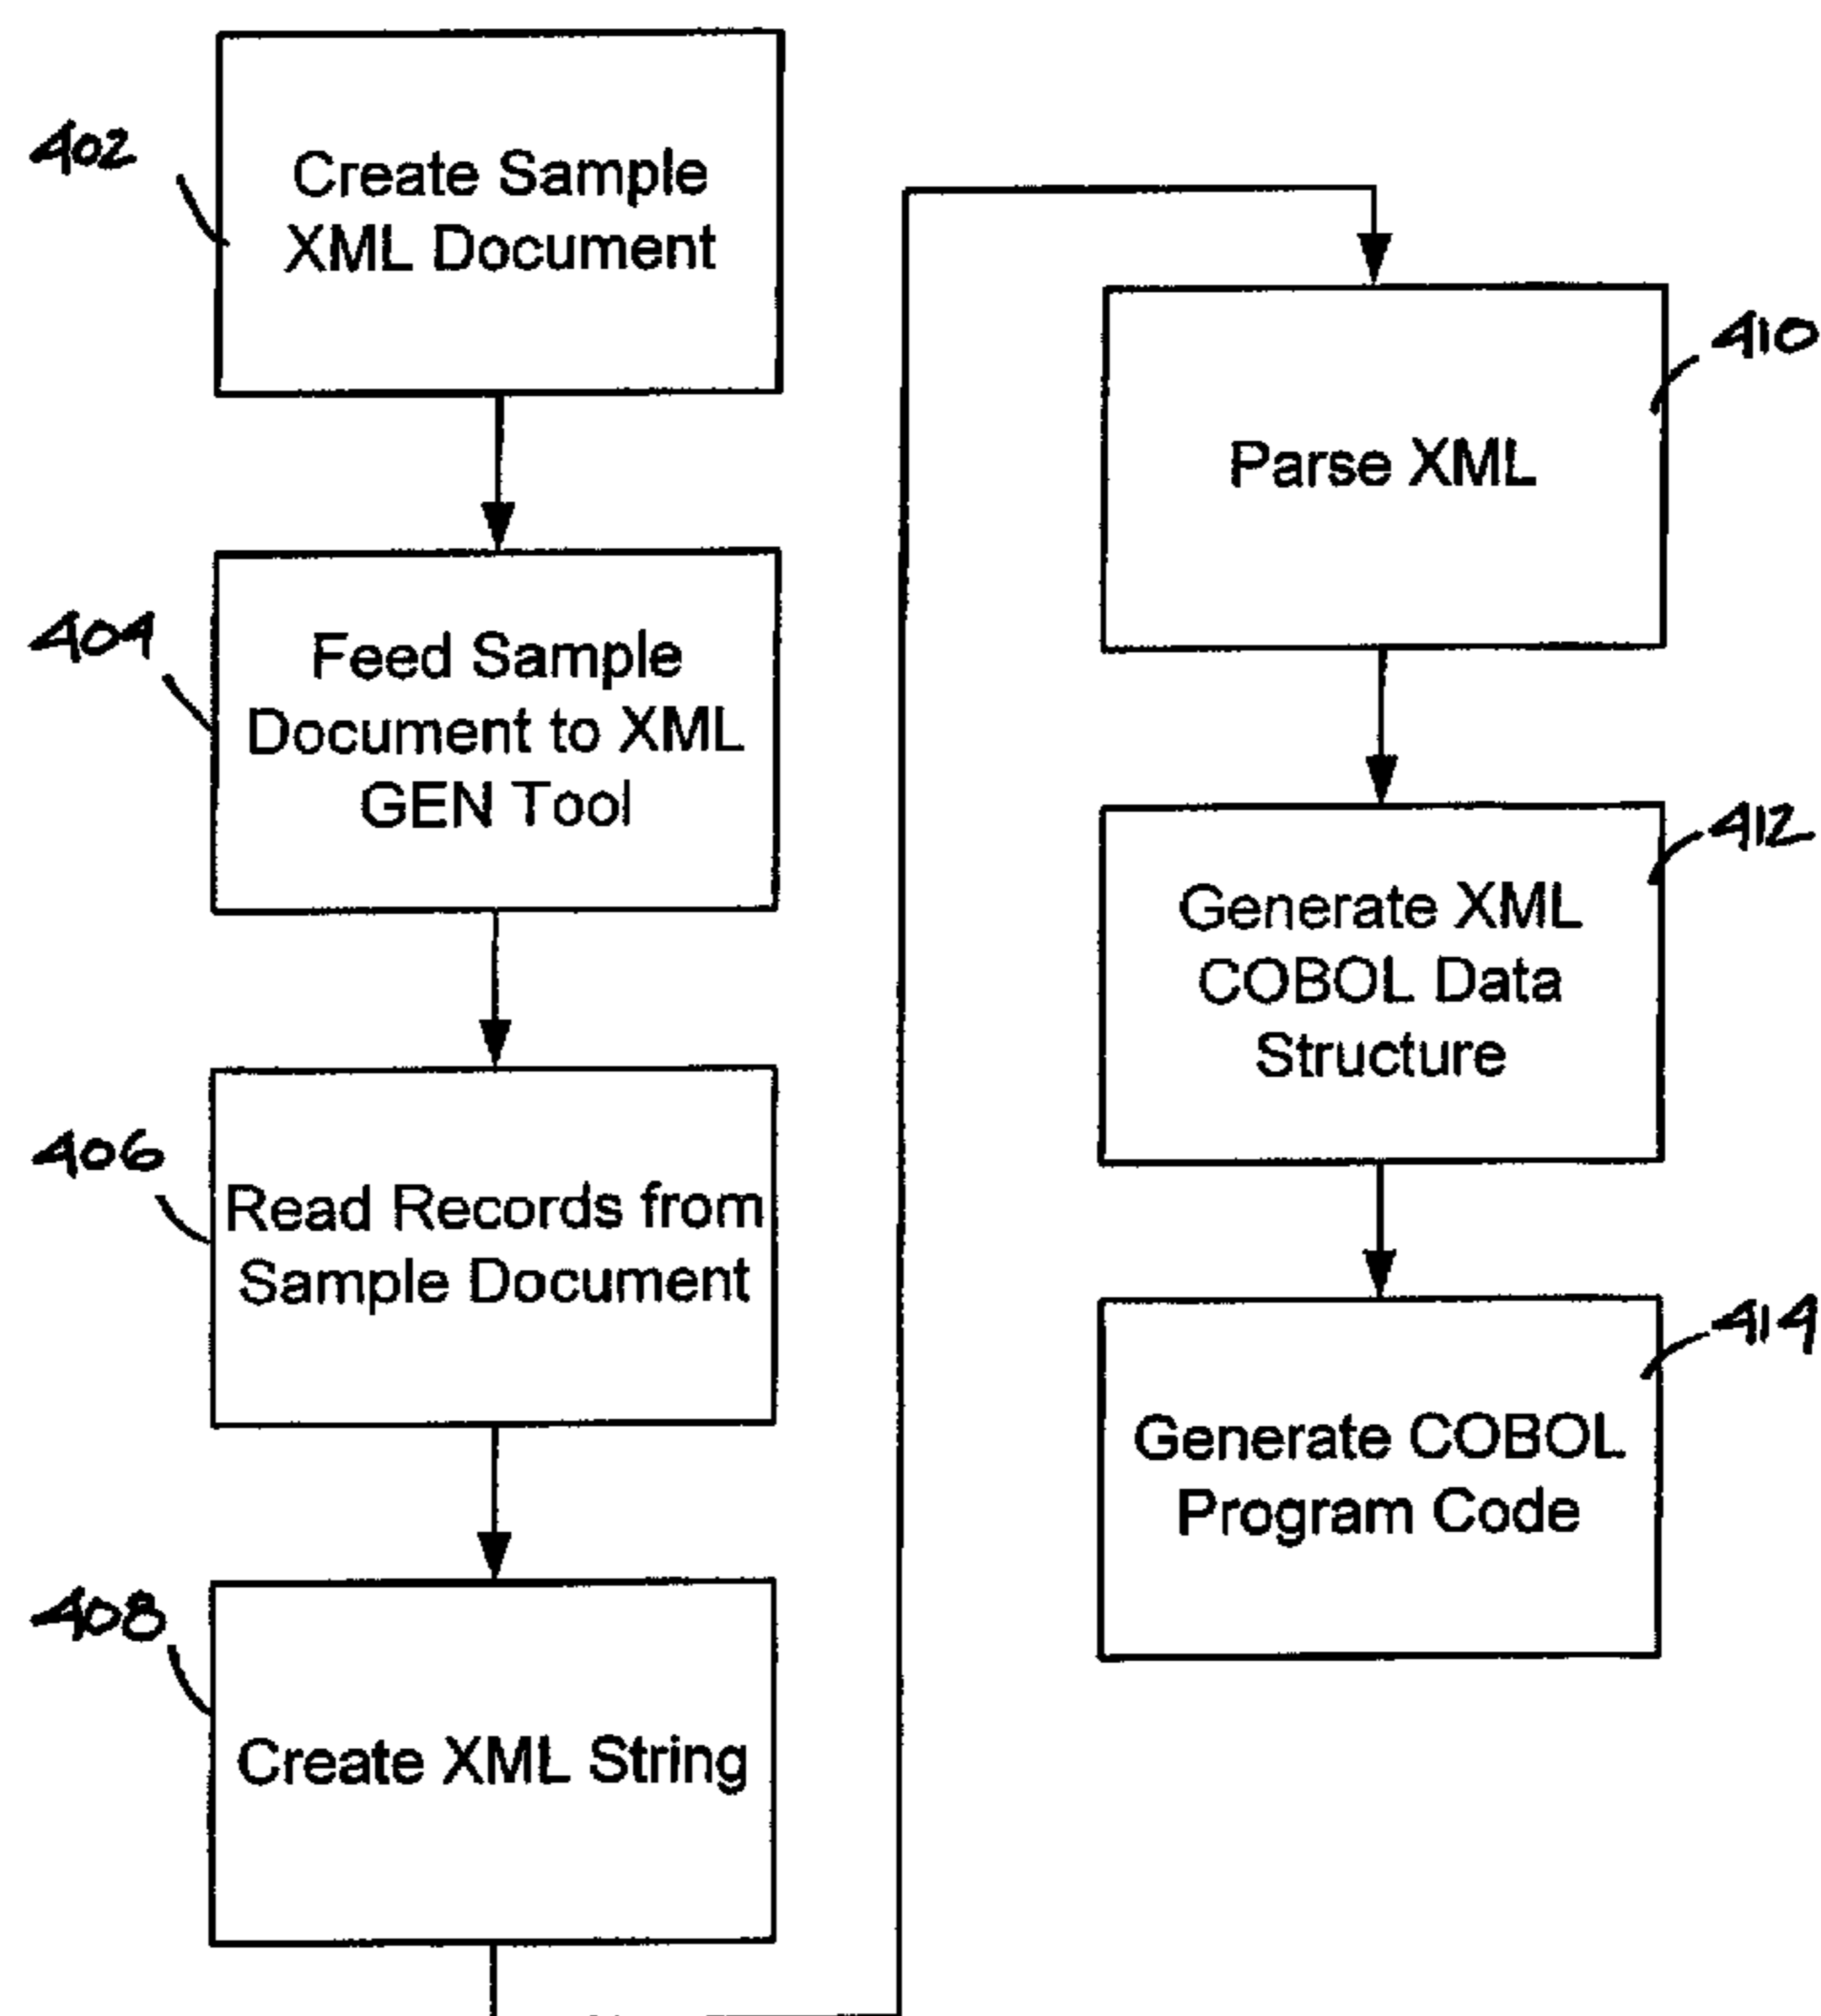 402
Create Sample
XML Document
404
Feed Sample
Document to XML
GEN Tool
406
Read Records from
Sample Document
408
Create XML String
410
Parse XML
412
Generate XML
COBOL Data
Structure
414
Generate COBOL
Program Code